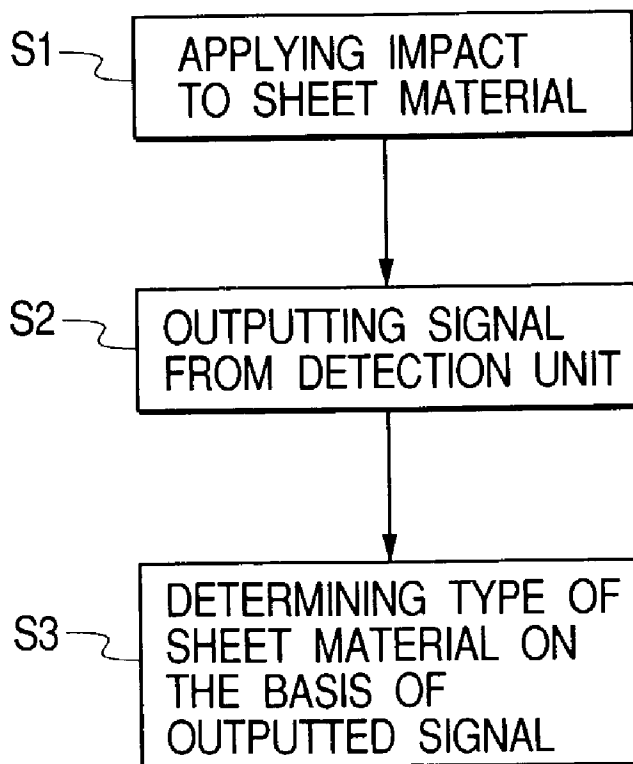 S1
APPLYING IMPACT
TO SHEET MATERIAL
S2
OUTPUTTING SIGNAL
FROM DETECTION UNIT
S3
DETERMINING TYPE OF
SHEET MATERIAL ON
THE BASIS OF
OUTPUTTED SIGNAL